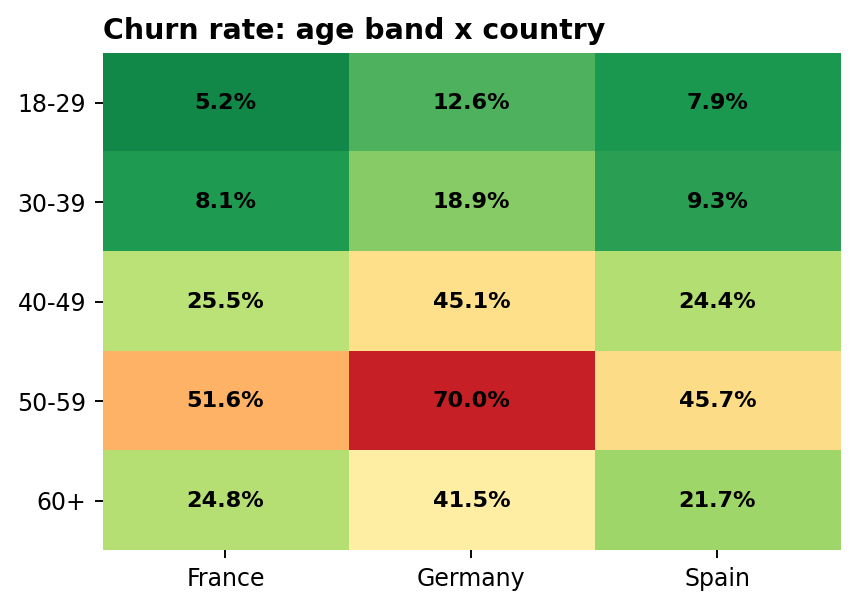 Churn rate: age band x country
18-29 5.2% 12.6% 7.9%
30-39 8.1% 18.9% 9.3%
40-49 25.5% 45.1% 24.4%
50-59 51.6% 70.0% 45.7%
60+ 24.8% 41.5% 21.7%
France Germany Spain